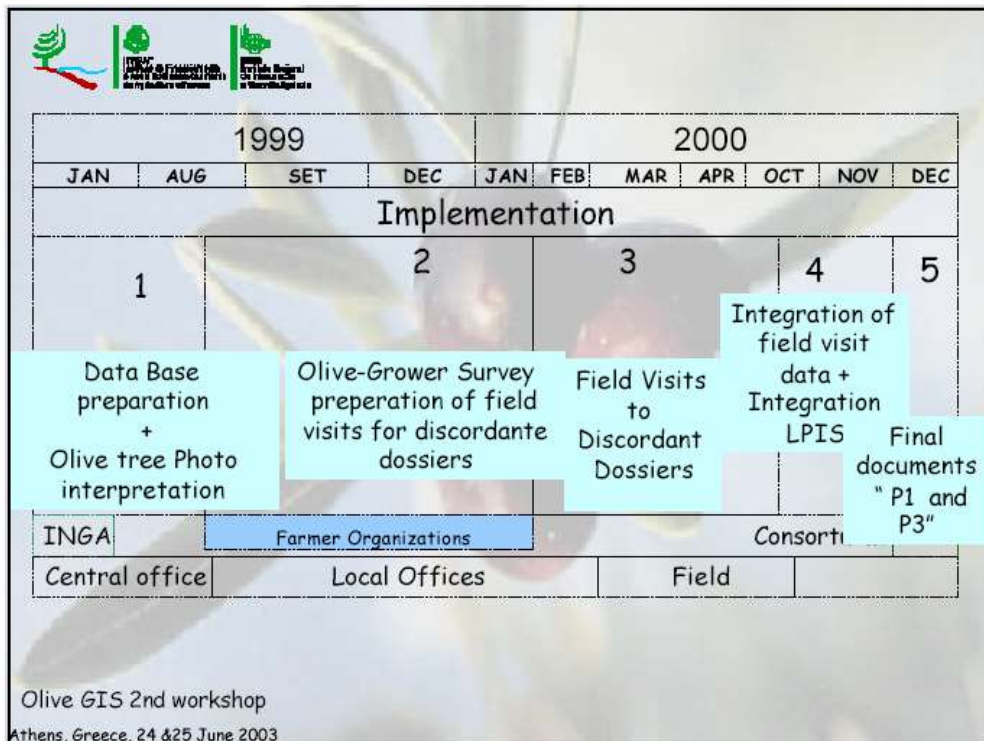 1999 2000
JAN AUG SET DEC JAN FEB MAR APR OCT NOV DEC
Implementation
1 2 3 4 5
Data Base
preparation
+
Olive tree Photo
interpretation
Olive-Grower Survey
preperation of field
visits for discordante
dossiers
Field Visits
to
Discordant
Dossiers
Integration of
field visit
data +
Integration
LPIS
Final
documents
" P1 and
P3"
INGA Farmer Organizations
Central office Local Offices Field
Olive GIS 2nd workshop
Athens, Greece, 24 &25 June 2003